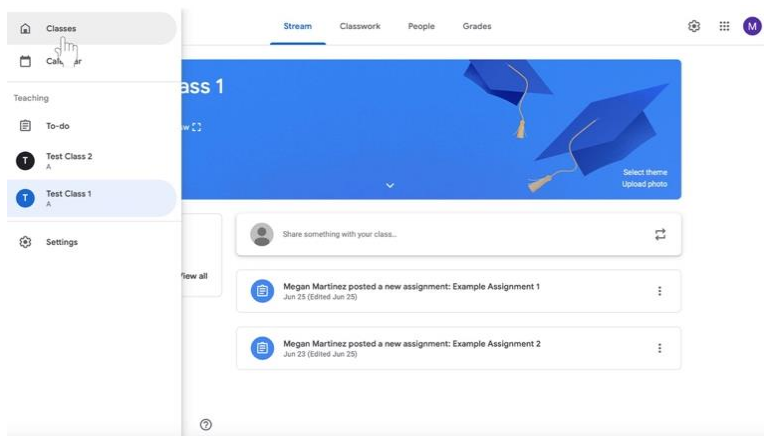 Classes
Stream
Classwork
People
Grades
M
Teaching
To-do
T
Test Class 2
A
T
Test Class 1
A
Settings
ass 1
Select theme
Upload photo
View all
Share something with your class...
Megan Martinez posted a new assignment: Example Assignment 1
Jun 25 (Edited Jun 25)
Megan Martinez posted a new assignment: Example Assignment 2
Jun 23 (Edited Jun 25)